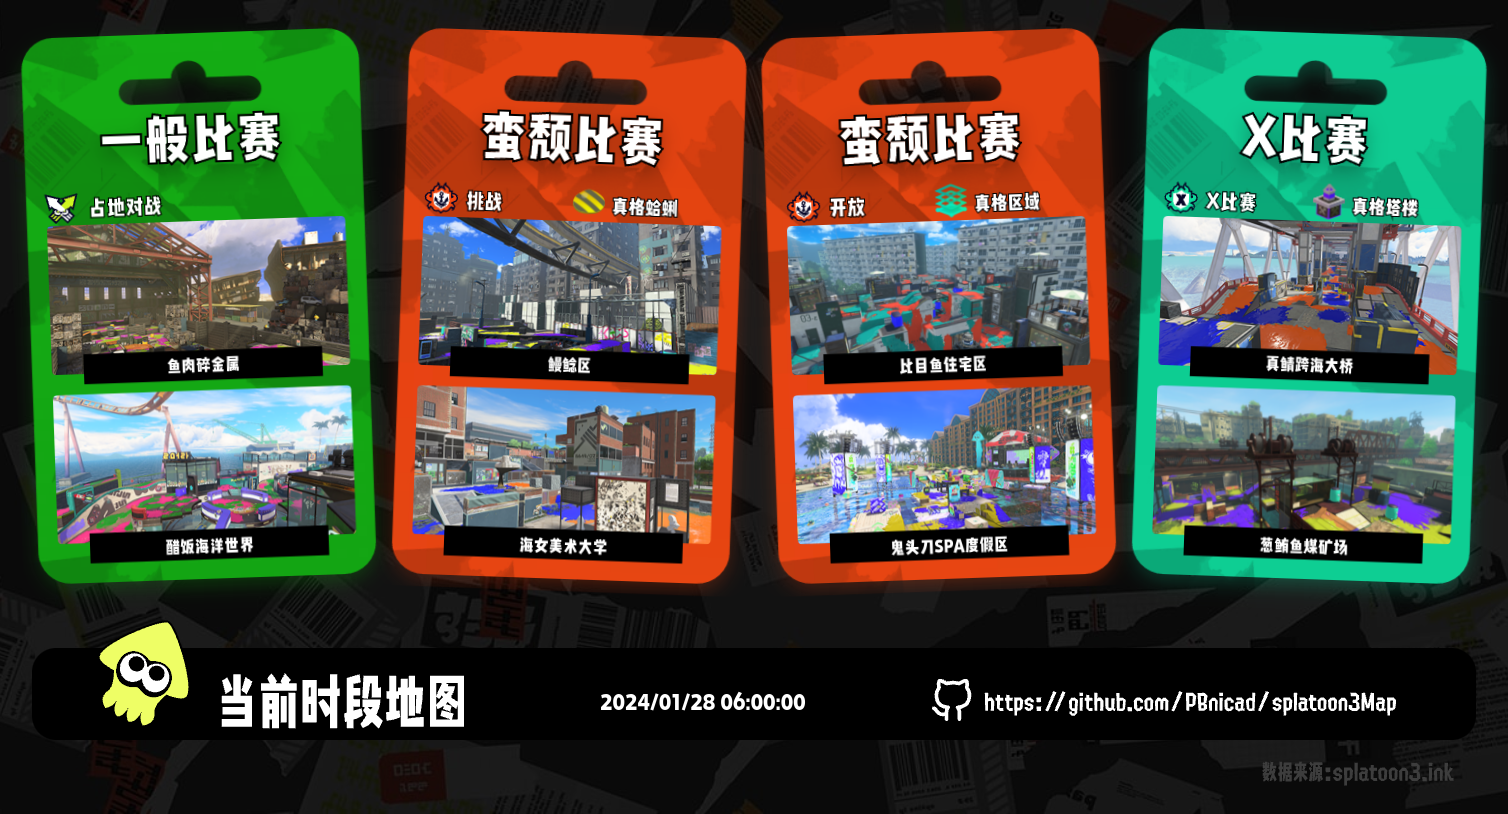 一般比赛
占地对战
鱼肉碎金属
醋饭海洋世界
蛮颓比赛
挑战
真格蛤蜊
鳗鲶区
海女美术大学
蛮颓比赛
开放
真格区域
比目鱼住宅区
鬼头刀SPA度假区
X比赛
X比赛
真格塔楼
真鲭跨海大桥
葱鲔鱼煤矿场
当前时段地图
2024/01/28 06:00:00
https://github.com/PBnicad/splatoon3Map
数据来源:splatoon3.ink